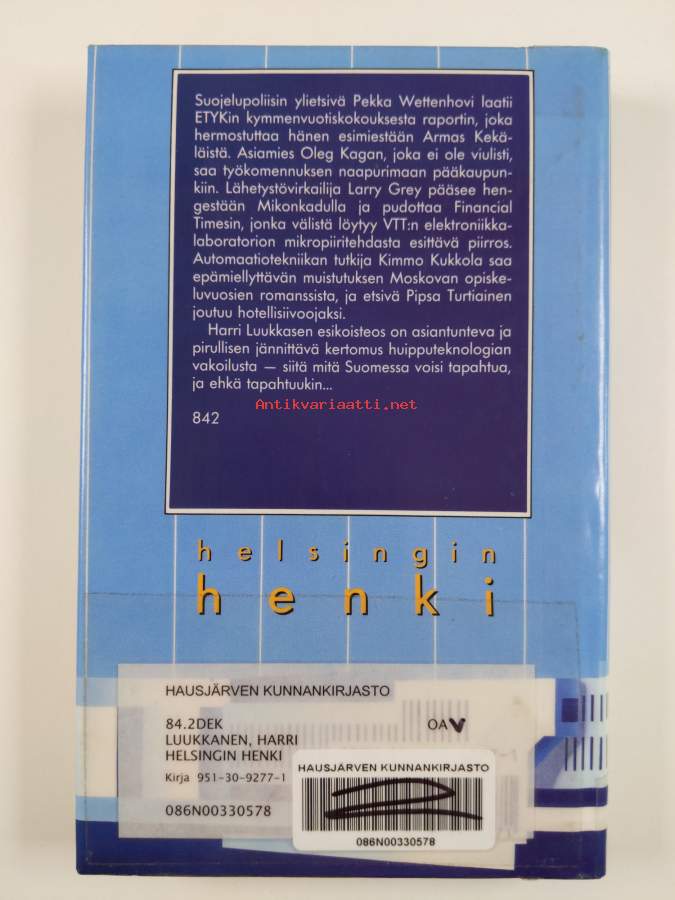 Suojelupoliisin ylietsivä Pekka Wettenhovi laatii
ETYKin kymmenvuotiskokouksesta raportin, joka
hermostuttaa hänen esimiestään Armas Kekä-
läistä. Asiamies Oleg Kagan, joka ei ole viulisti,
saa työkomennuksen naapurimaan pääkaupun-
kiin. Lähetystövirkailija Larry Grey pääsee hen-
gestään Mikonkadulla ja pudottaa Financial
Timesin, jonka välistä löytyy VTT:n elektroniikka-
laboratorion mikropiiritehdasta esittävä piirros.
Automaatiotekniikan tutkija Kimmo Kukkola saa
epämiellyttävän muistutuksen Moskovan opiske-
luvuosien romanssista, ja etsivä Pipsa Turtiainen
joutuu hotellisiivoojaksi.
Harri Luukkasen esikoisteos on asiantunteva ja
pirullisen jännittävä kertomus huipputeknologian
vakoilusta — siitä mitä Suomessa voisi tapahtua,
ja ehkä tapahtuukin...
Antikvariaatti.net
842
helsingin
henki
HAUSJÄRVEN KUNNANKIRJASTO
84.2DEK OA
LUUKKANEN, HARRI
HELSINGIN HENKI
Kirja 951-30-9277-1
086N00330578
HAUSJÄRVEN KUNNANKIRJASTO
086N00330578